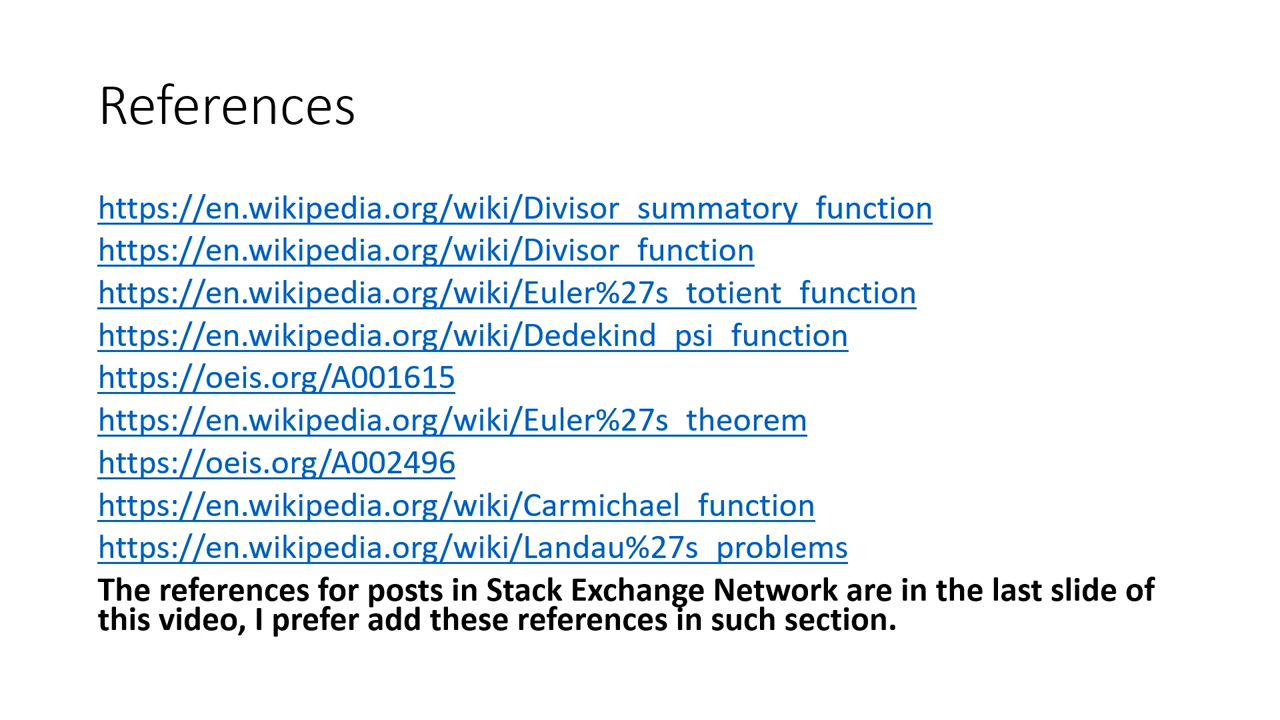 References
https://en.wikipedia.org/wiki/Divisor_summatory_function
https://en.wikipedia.org/wiki/Divisor_function
https://en.wikipedia.org/wiki/Euler%27s_totient_function
https://en.wikipedia.org/wiki/Dedekind_psi_function
https://oeis.org/A001615
https://en.wikipedia.org/wiki/Euler%27s_theorem
https://oeis.org/A002496
https://en.wikipedia.org/wiki/Carmichael_function
https://en.wikipedia.org/wiki/Landau%27s_problems
The references for posts in Stack Exchange Network are in the last slide of
this video, I prefer add these references in such section.